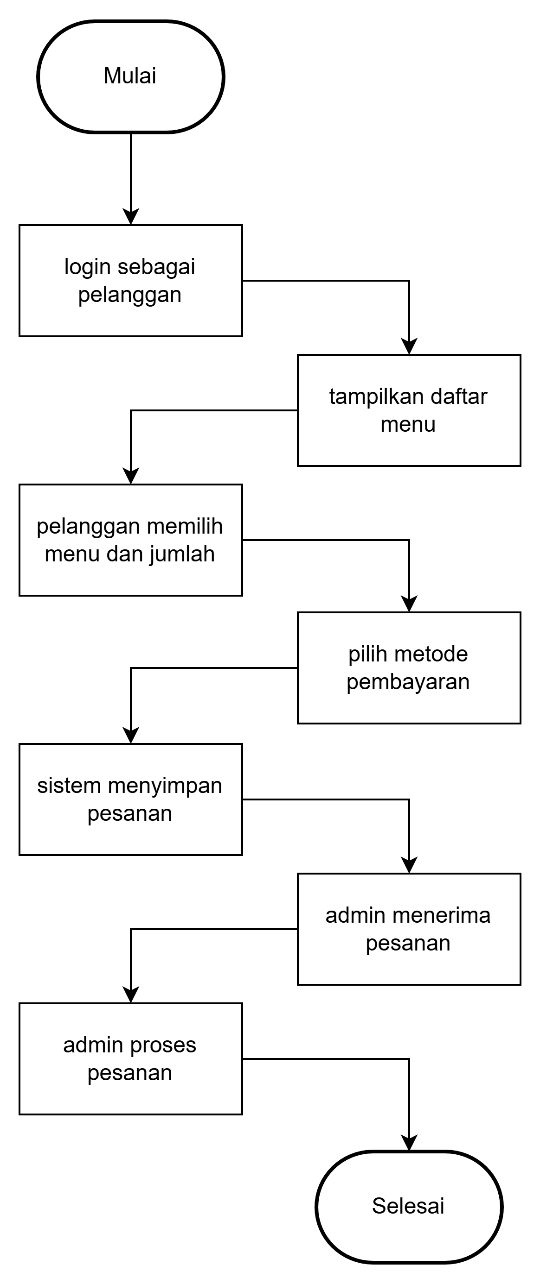 Mulai
login sebagai
pelanggan
tampilkan daftar
menu
pelanggan memilih
menu dan jumlah
pilih metode
pembayaran
sistem menyimpan
pesanan
admin menerima
pesanan
admin proses
pesanan
Selesai